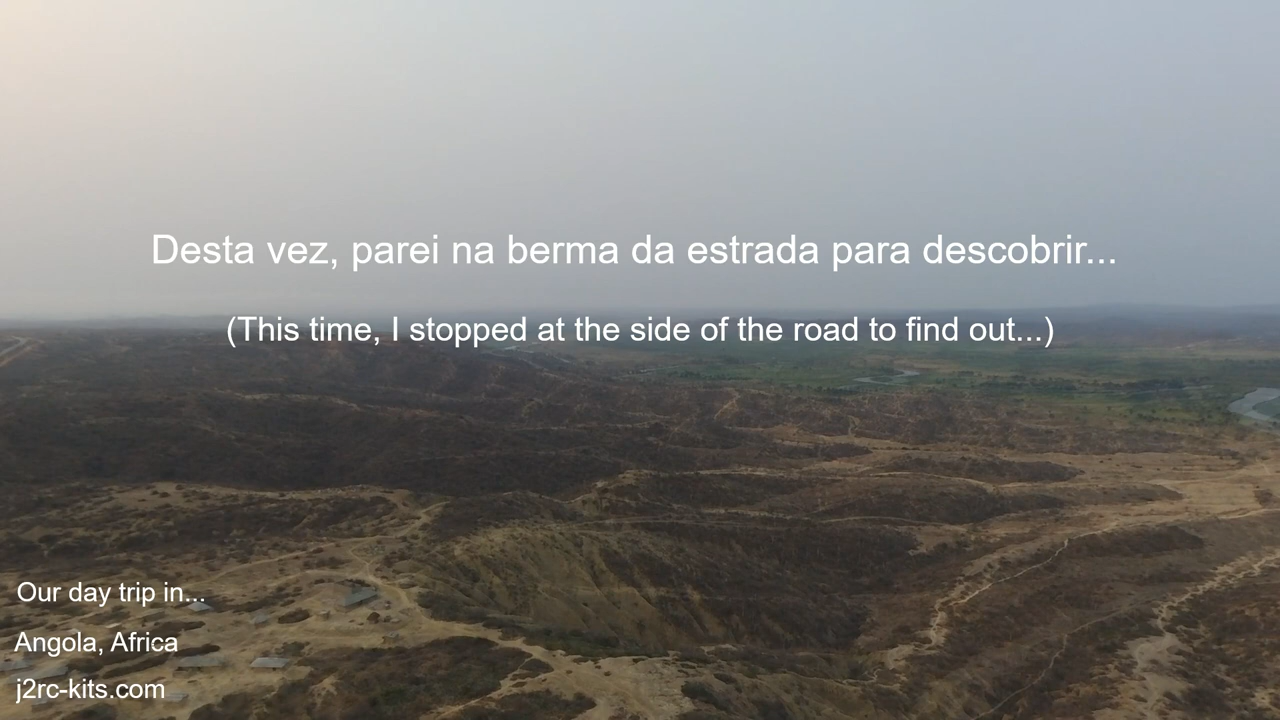 Desta vez, parei na berma da estrada para descobrir...
(This time, I stopped at the side of the road to find out...)
Our day trip in...
Angola, Africa
j2rc-kits.com